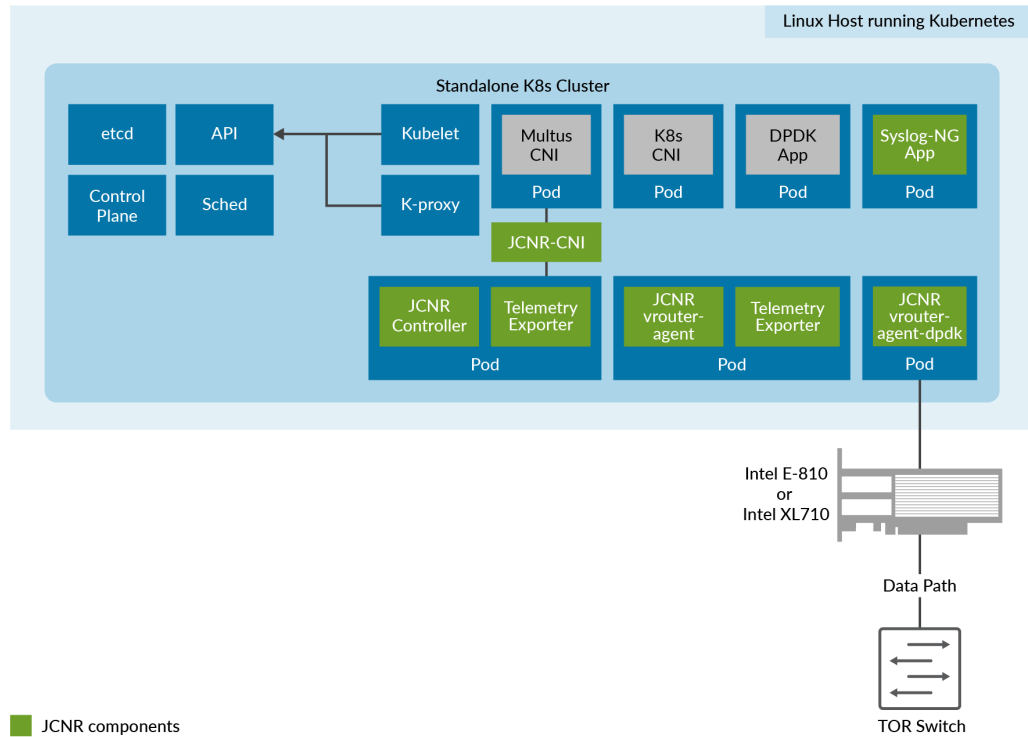 Linux Host running Kubernetes
Standalone K8s Cluster
etcd
API
Kubelet
Multus
CNI
Pod
K8s
CNI
Pod
DPDK
App
Pod
Syslog-NG
App
Pod
Control
Plane
Sched
K-proxy
JCNR-CNI
JCNR
Controller
Telemetry
Exporter
Pod
JCNR
vrouter-
agent
Telemetry
Exporter
Pod
JCNR
vrouter-
agent-dpdk
Pod
Intel E-810
or
Intel XL710
Data Path
TOR Switch
JCNR components